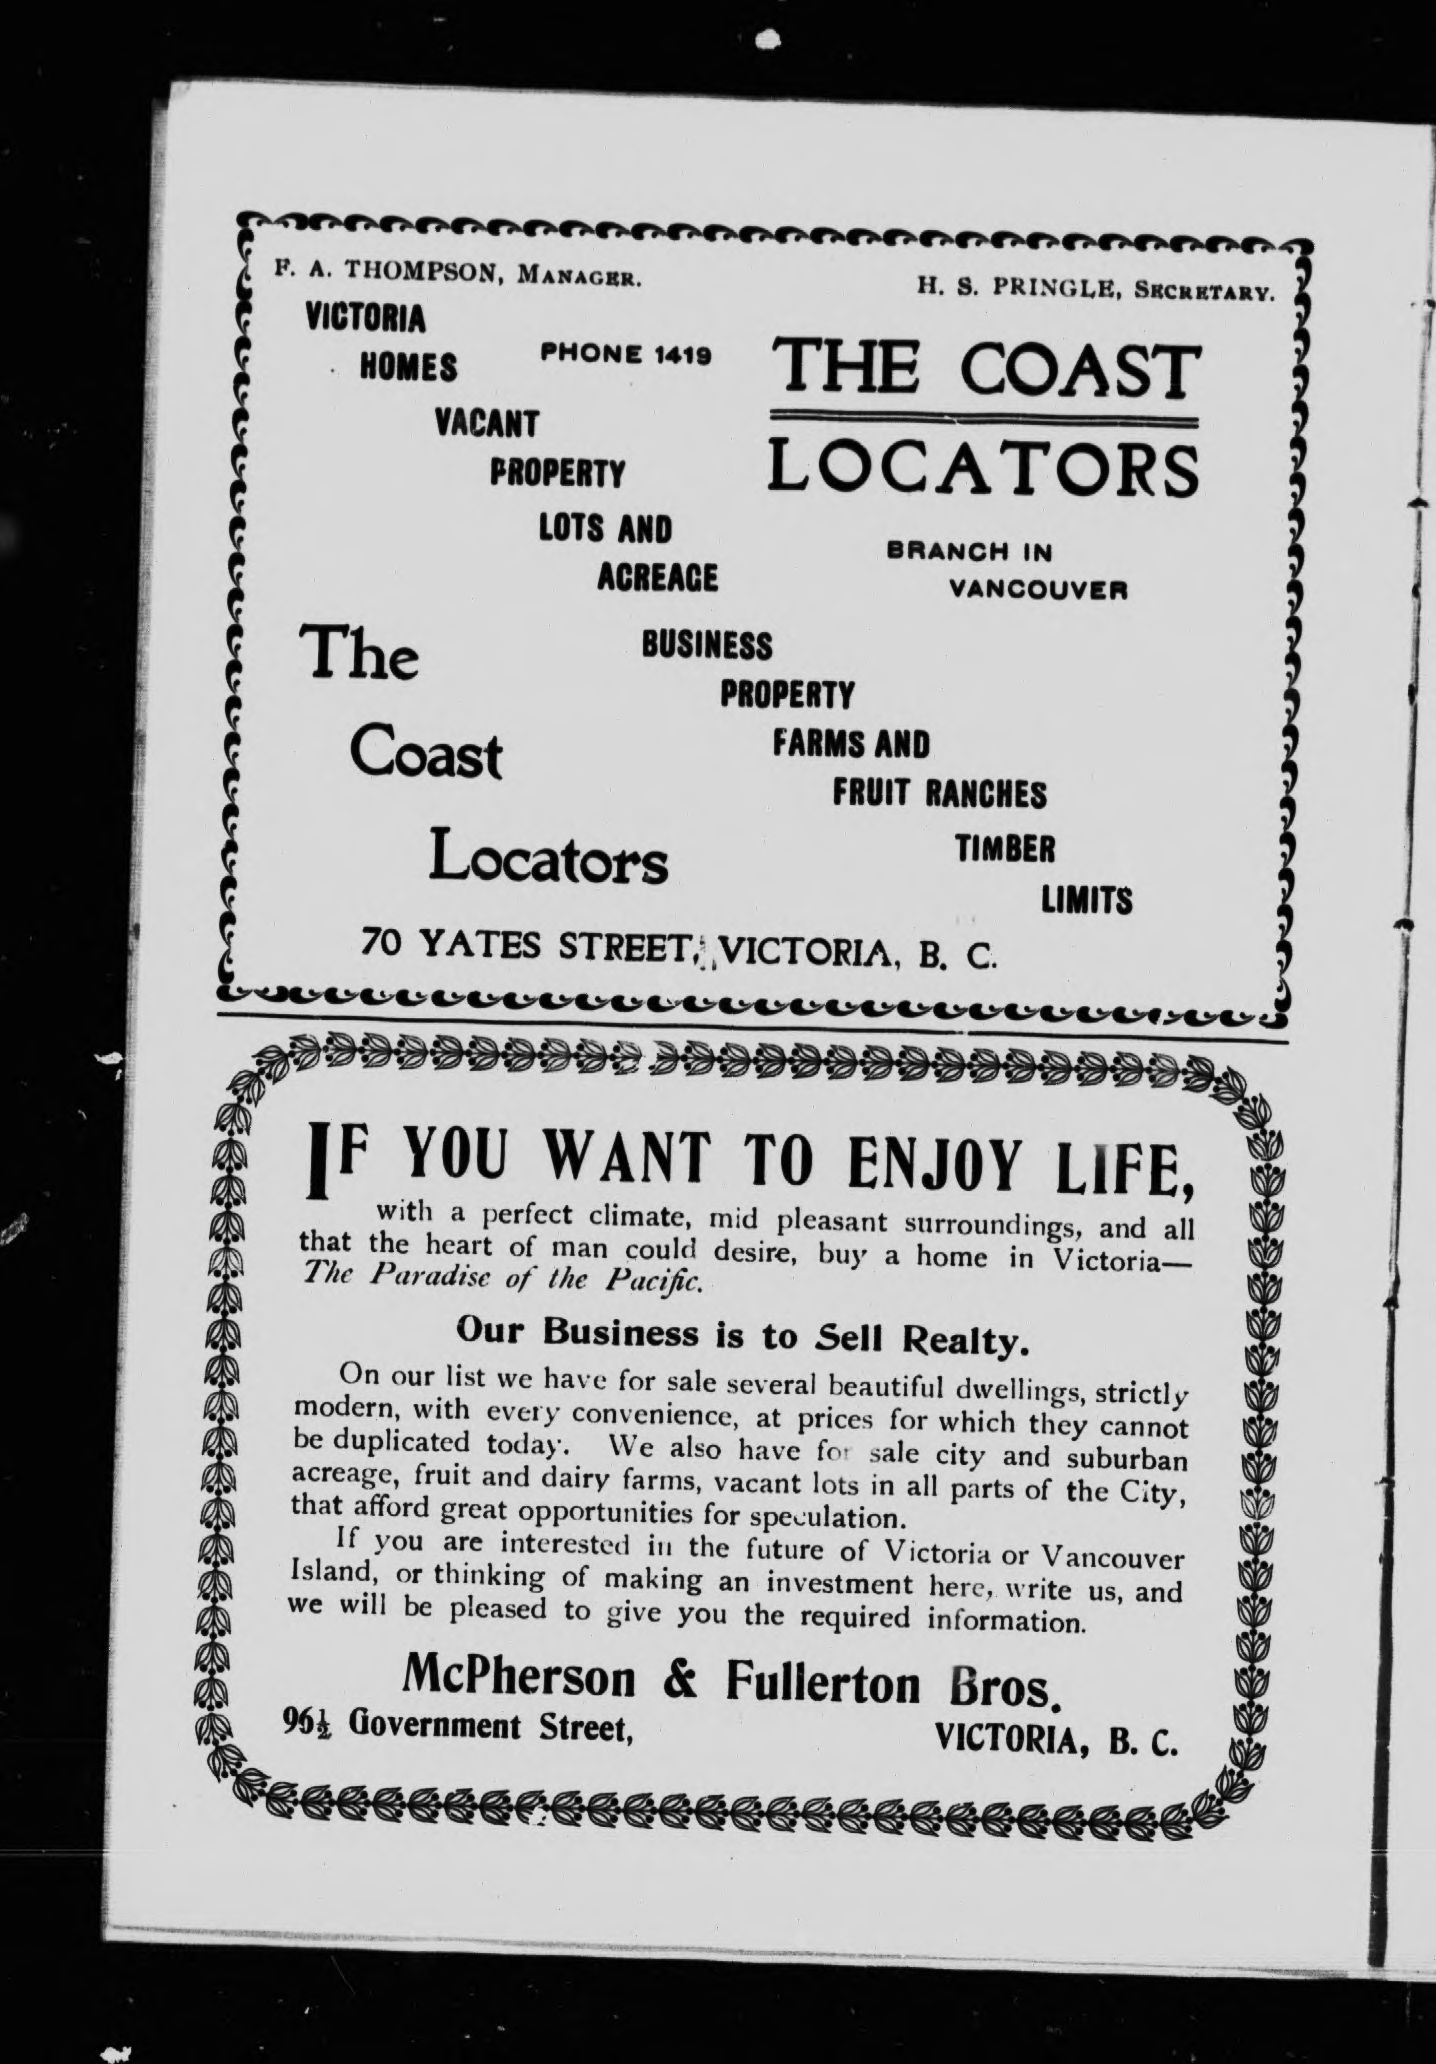 F. A. THOMPSON, MANAGER.
H. S. PRINGLE, SECRETARY.
VICTORIA
HOMES
PHONE 1419
THE COAST
LOCATORS
VACANT
PROPERTY
LOTS AND
ACREAGE
BRANCH IN
VANCOUVER
BUSINESS
PROPERTY
FARMS AND
FRUIT RANCHES
TIMBER
LIMITS
The
Coast
Locators
70 YATES STREET, VICTORIA, B. C.
IF YOU WANT TO ENJOY LIFE,
with a perfect climate, mid pleasant surroundings, and all
that the heart of man could desire, buy a home in Victoria—
The Paradise of the Pacific.
Our Business is to Sell Realty.
On our list we have for sale several beautiful dwellings, strictly
modern, with every convenience, at prices for which they cannot
be duplicated today. We also have for sale city and suburban
acreage, fruit and dairy farms, vacant lots in all parts of the City,
that afford great opportunities for speculation.
If you are interested in the future of Victoria or Vancouver
Island, or thinking of making an investment here, write us, and
we will be pleased to give you the required information.
McPherson & Fullerton Bros.
96½ Government Street,
VICTORIA, B. C.